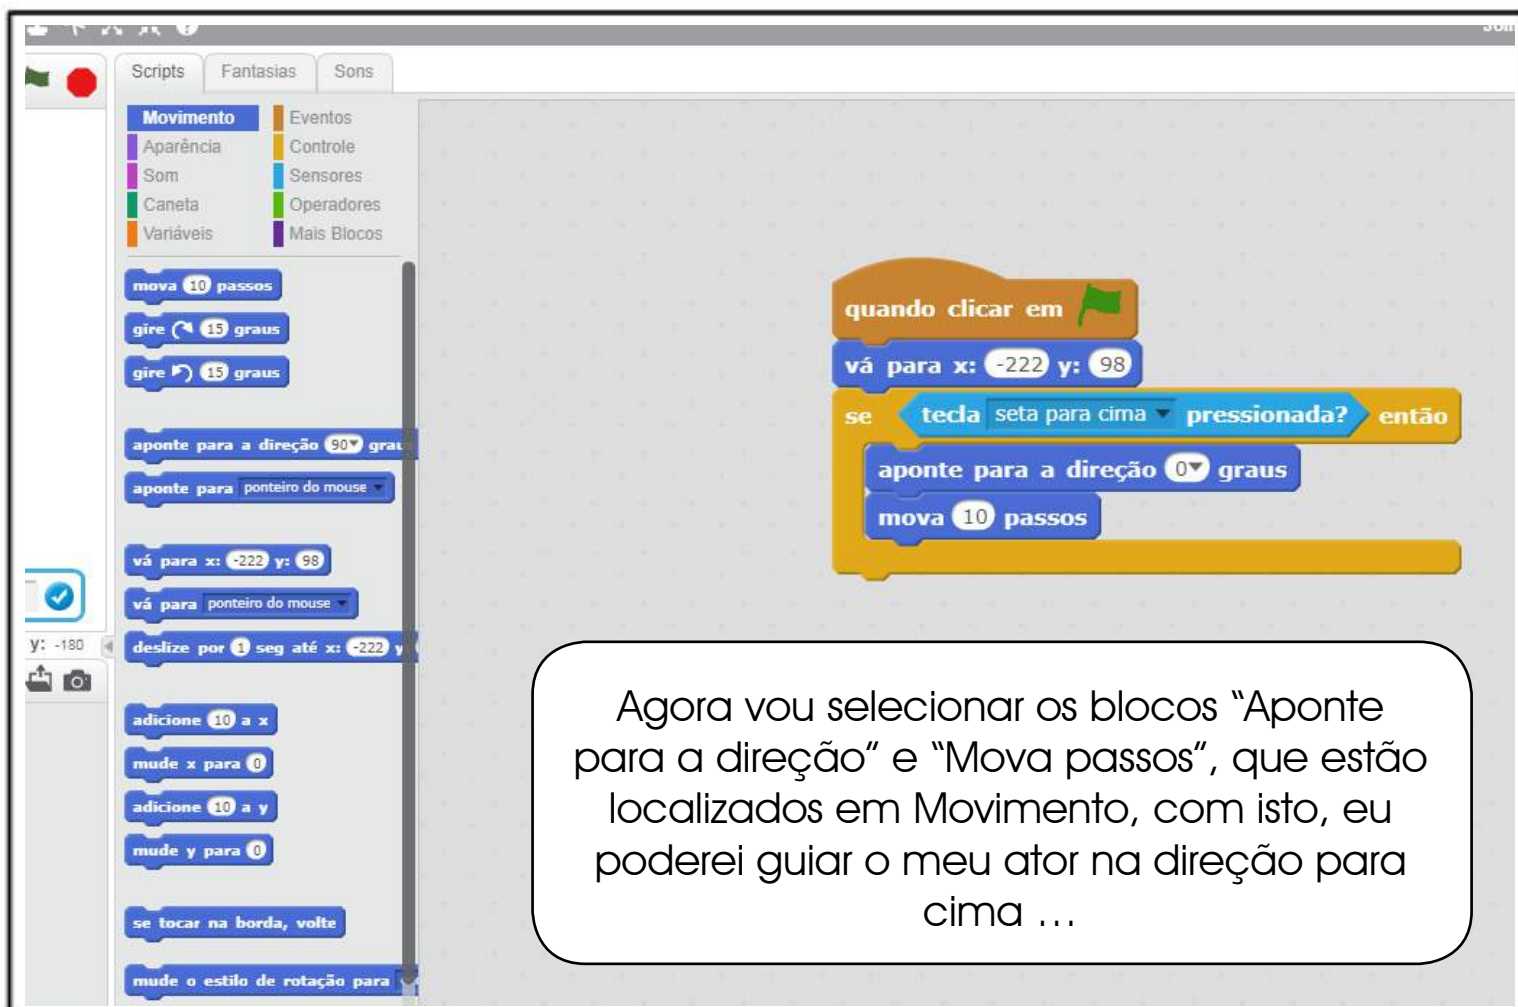 Scripts
Fantasias
Sons
Movimento
Eventos
Aparência
Controle
Som
Sensores
Caneta
Operadores
Variáveis
Mais Blocos
mova 10 passos
gire 15 graus
gire 15 graus
aponte para a direção 90 grau
aponte para ponteiro do mouse
vá para x: -222 y: 98
vá para ponteiro do mouse
deslize por 1 seg até x: -222 y
adicione 10 a x
mude x para 0
adicione 10 a y
mude y para 0
se tocar na borda, volte
mude o estilo de rotação para
y: -180
quando clicar em
vá para x: -222 y: 98
se tecla seta para cima pressionada? então
aponte para a direção 0 graus
mova 10 passos
Agora vou selecionar os blocos “Aponte
para a direção” e “Mova passos”, que estão
localizados em Movimento, com isto, eu
poderei guiar o meu ator na direção para
cima ...